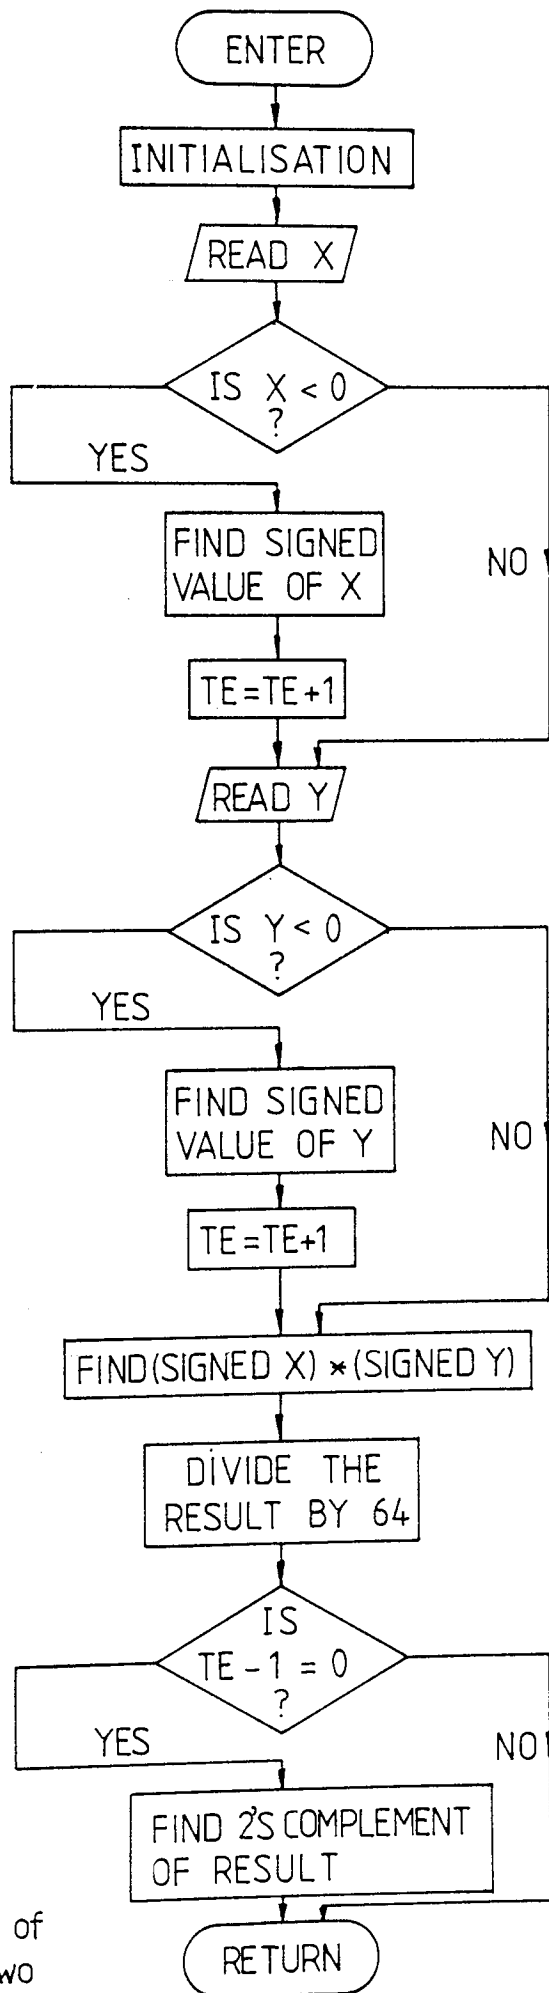 ENTER
INITIALISATION
READ X
IS X < 0
?
YES
NO
FIND SIGNED
VALUE OF X
TE=TE+1
READ Y
IS Y < 0
?
YES
NO
FIND SIGNED
VALUE OF Y
TE=TE+1
FIND(SIGNED X) * (SIGNED Y)
DIVIDE THE
RESULT BY 64
IS
TE-1 = 0
?
YES
NO
FIND 2'S COMPLEMENT
OF RESULT
RETURN
of